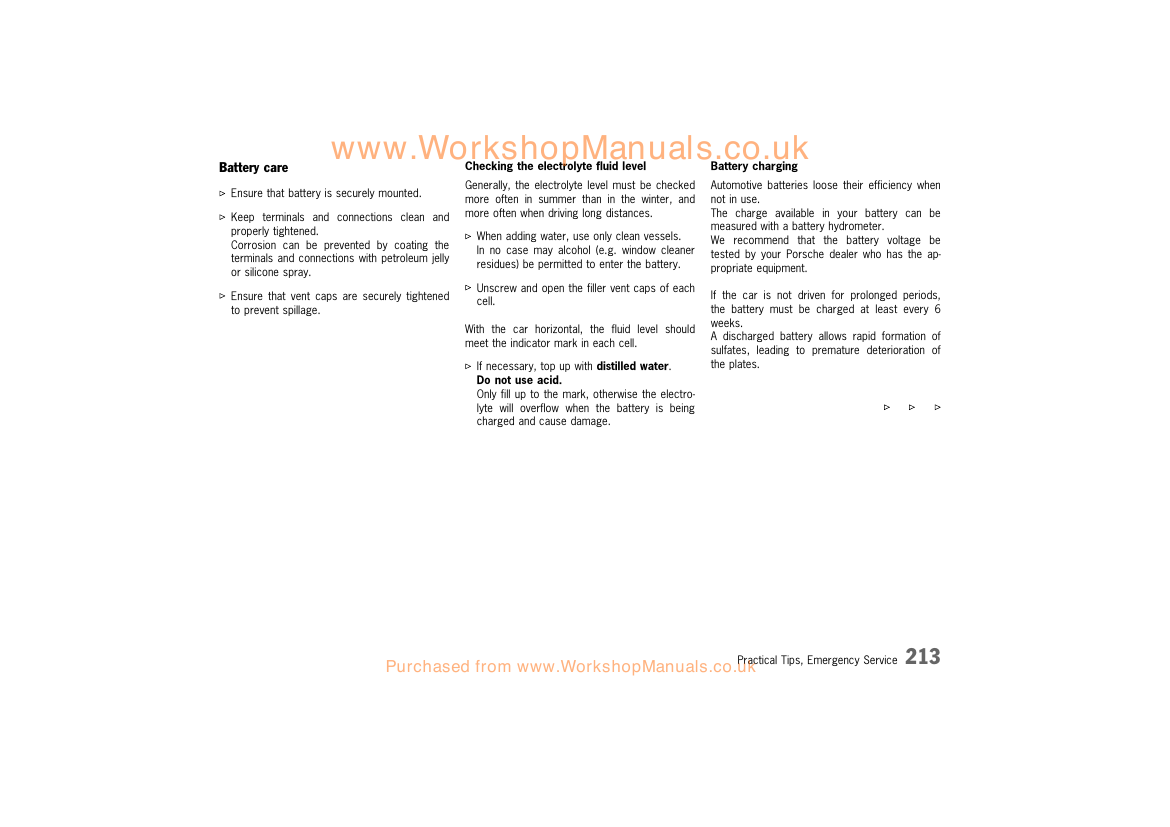 www.WorkshopManuals.co.uk
Battery care
▷ Ensure that battery is securely mounted.
▷ Keep terminals and connections clean and
properly tightened.
Corrosion can be prevented by coating the
terminals and connections with petroleum jelly
or silicone spray.
▷ Ensure that vent caps are securely tightened
to prevent spillage.
Checking the electrolyte fluid level
Generally, the electrolyte level must be checked
more often in summer than in the winter, and
more often when driving long distances.
▷ When adding water, use only clean vessels.
In no case may alcohol (e.g. window cleaner
residues) be permitted to enter the battery.
▷ Unscrew and open the filler vent caps of each
cell.
With the car horizontal, the fluid level should
meet the indicator mark in each cell.
▷ If necessary, top up with distilled water.
Do not use acid.
Only fill up to the mark, otherwise the electro-
lyte will overflow when the battery is being
charged and cause damage.
Battery charging
Automotive batteries loose their efficiency when
not in use.
The charge available in your battery can be
measured with a battery hydrometer.
We recommend that the battery voltage be
tested by your Porsche dealer who has the ap-
propriate equipment.
If the car is not driven for prolonged periods,
the battery must be charged at least every 6
weeks.
A discharged battery allows rapid formation of
sulfates, leading to premature deterioration of
the plates.
▷ ▷ ▷
Practical Tips, Emergency Service 213
Purchased from www.WorkshopManuals.co.uk